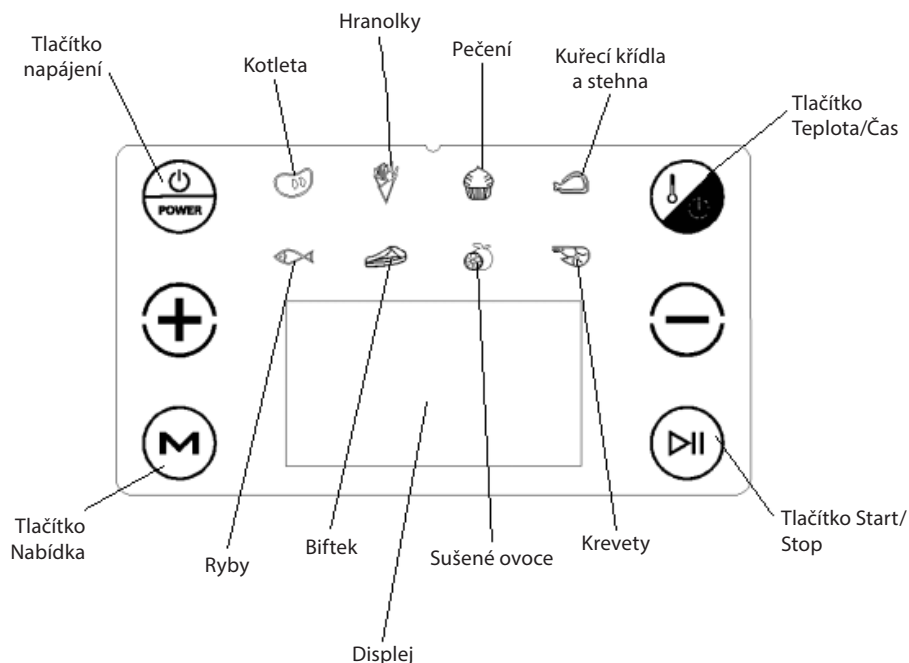 Hranolky
Tlačítko
napájení
Kotleta
Pečení
Kuřecí křídla
a stehna
Tlačítko
Teplota/Čas
POWER
M
Tlačítko
Nabídka
Ryby
Biftek
Sušené ovoce
Krevety
Tlačítko Start/
Stop
Displej